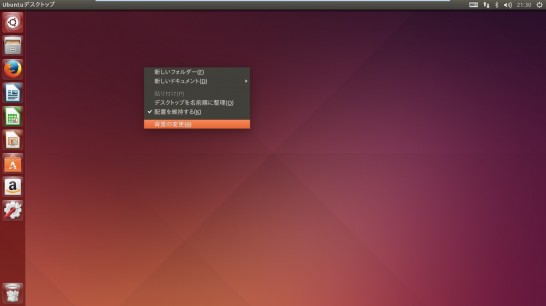 Ubuntuデスクトップ
21:30
新しいフォルダー(F)
新しいドキュメント(D)
貼り付け(P)
デスクトップを名前順に整理(O)
配置を維持する(K)
背景の変更(B)